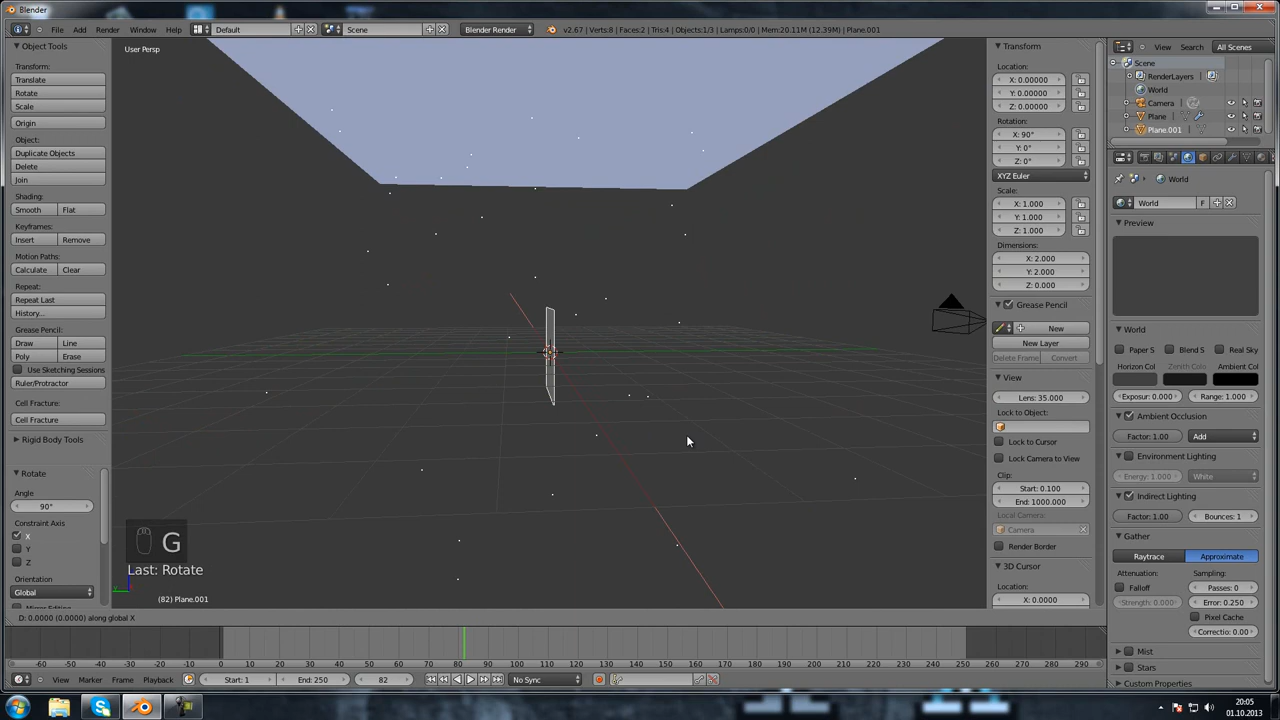 Blender
File Add Render Window Help Default Scene Blender Render v2.67 | Verts:8 | Faces:2 | Tris:4 | Objects:1/3 | Lamps:0/0 | Mem:20.11M (12.39M) | Plane.001
Object Tools
Transform:
Translate
Rotate
Scale
Origin
Object:
Duplicate Objects
Delete
Join
Shading:
Smooth Flat
Keyframes:
Insert Remove
Motion Paths:
Calculate Clear
Repeat:
Repeat Last
History...
Grease Pencil:
Draw Line
Poly Erase
Use Sketching Sessions
Ruler/Protractor
Cell Fracture:
Cell Fracture
Rigid Body Tools
Rotate
Angle
90°
Constraint Axis
X
Y
Z
Orientation
Global
User Persp
G
Last: Rotate
(82) Plane.001
D: 0.0000 (0.0000) along global X
Transform
Location:
X: 0.00000
Y: 0.00000
Z: 0.00000
Rotation:
X: 90°
Y: 0°
Z: 0°
XYZ Euler
Scale:
X: 1.000
Y: 1.000
Z: 1.000
Dimensions:
X: 2.000
Y: 2.000
Z: 0.000
Grease Pencil
New
New Layer
Delete Frame Convert
View
Lens: 35.000
Lock to Object:
Lock to Cursor
Lock Camera to View
Clip:
Start: 0.100
End: 1000.000
Local Camera:
Camera
Render Border
3D Cursor
Location:
X: 0.0000
View Search All Scenes
Scene
RenderLayers
World
Camera
Plane
Plane.001
World
World F
Preview
World
Paper S Blend S Real Sky
Horizon Col Zenith Colo Ambient Col
Exposur: 0.000 Range: 1.000
Ambient Occlusion
Factor: 1.00 Add
Environment Lighting
Energy: 1.000 White
Indirect Lighting
Factor: 1.00 Bounces: 1
Gather
Raytrace Approximate
Attenuation: Sampling:
Falloff Passes: 0
Strength: 0.000 Error: 0.250
Pixel Cache
Correctio: 0.00
Mist
Stars
Custom Properties
-60 -50 -40 -30 -20 -10 0 10 20 30 40 50 60 70 80 90 100 110 120 130 140 150 160 170 180 190 200 210 220 230 240 250 260 270 280 290
View Marker Frame Playback Start: 1 End: 250 82 No Sync
20:05
01.10.2013